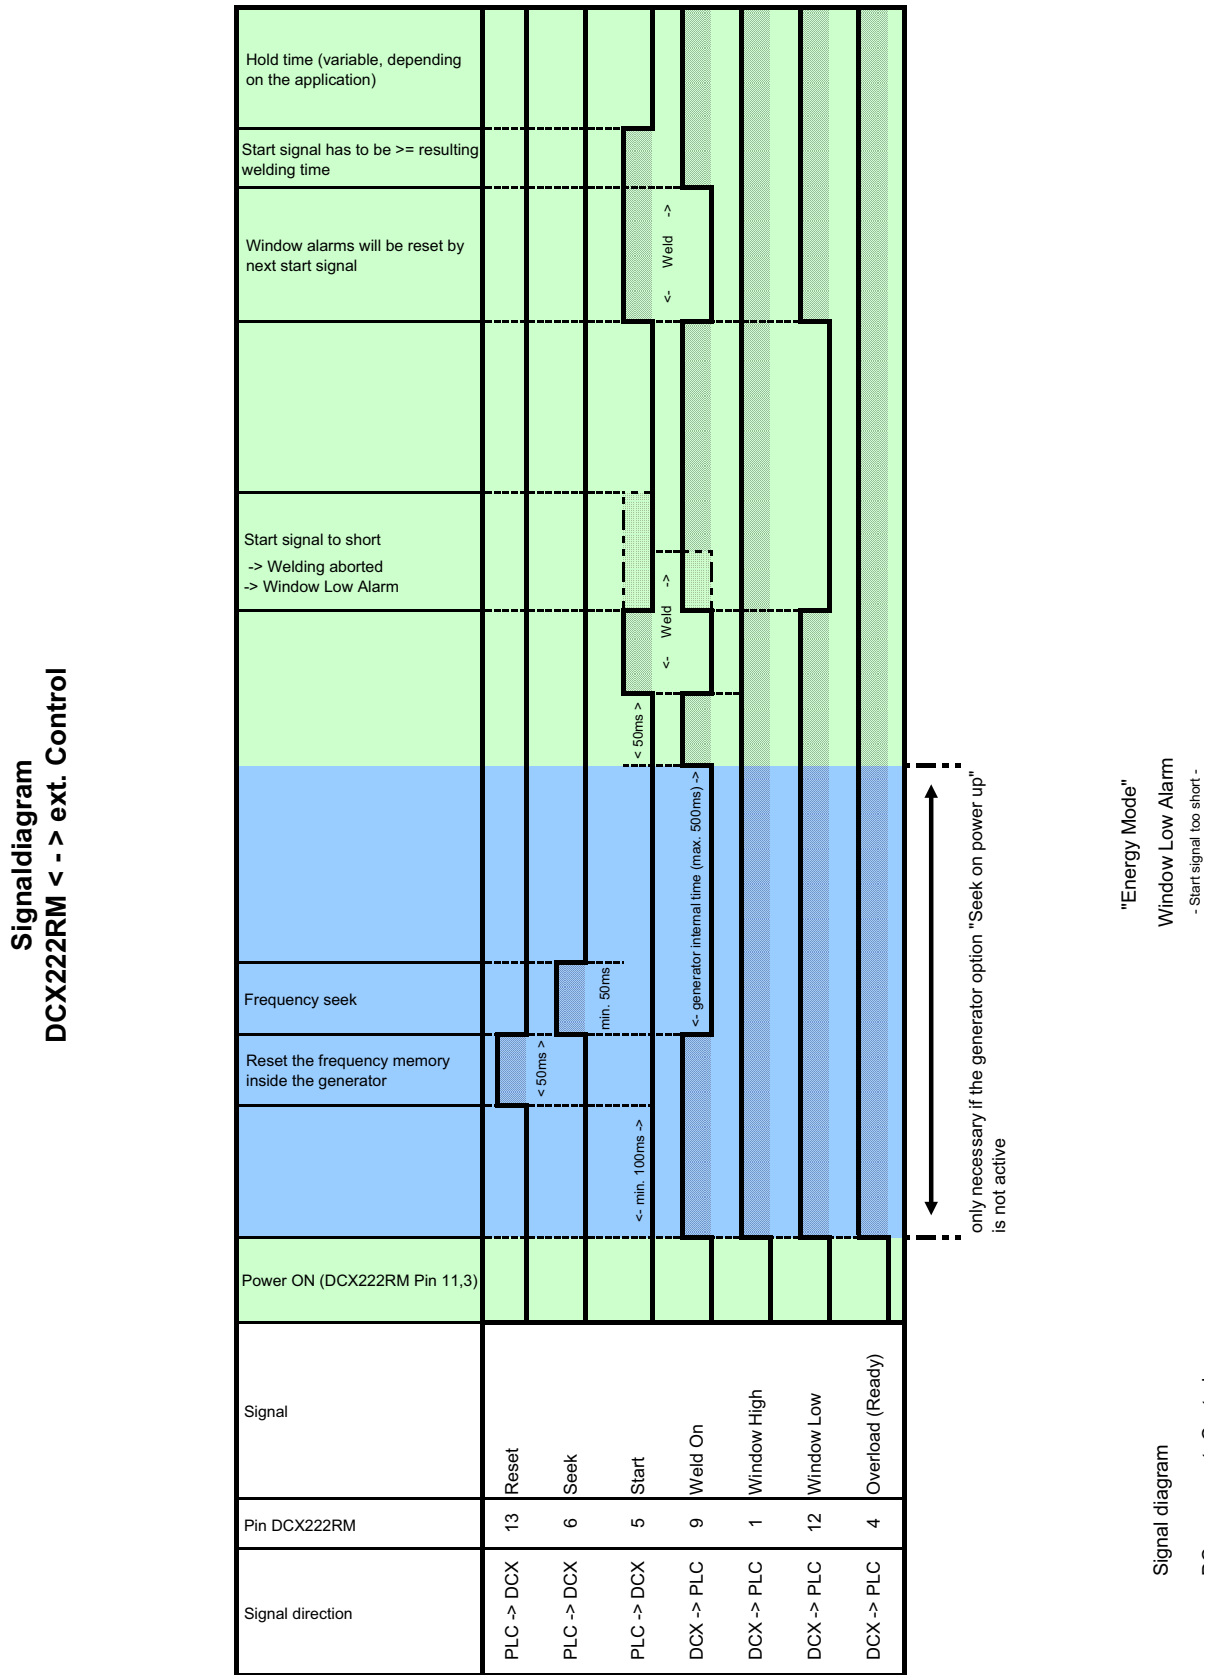 Signaldiagram
DCX222RM < - > ext. Control
Hold time (variable, depending
on the application)
Start signal has to be >= resulting
welding time
Window alarms will be reset by
next start signal
Start signal to short
-> Welding aborted
-> Window Low Alarm
Frequency seek
Reset the frequency memory
inside the generator
Power ON (DCX222RM Pin 11,3)
Signal
Pin DCX222RM
Signal direction
<- Weld ->
<- Weld ->
< 50ms >
<- generator internal time (max. 500ms) ->
min. 50ms
< 50ms >
<- min. 100ms ->
Reset
Seek
Start
Weld On
Window High
Window Low
Overload (Ready)
13
6
5
9
1
12
4
PLC -> DCX
PLC -> DCX
PLC -> DCX
DCX -> PLC
DCX -> PLC
DCX -> PLC
DCX -> PLC
only necessary if the generator option "Seek on power up"
is not active
"Energy Mode"
Window Low Alarm
- Start signal too short -
Signal diagram